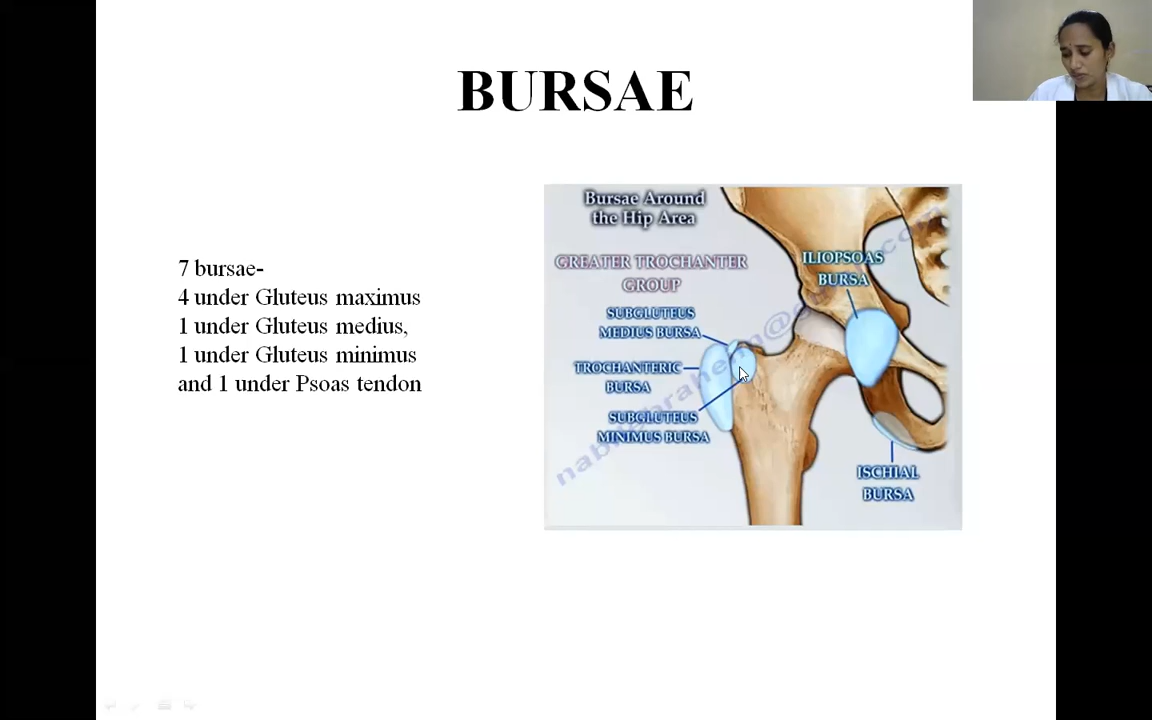 BURSAE
7 bursae-
4 under Gluteus maximus
1 under Gluteus medius,
1 under Gluteus minimus
and 1 under Psoas tendon
Bursae Around
the Hip Area
GREATER TROCHANTER
GROUP
SUBGLUTEUS
MEDIUS BURSA
TROCHANTERIC
BURSA
SUBGLUTEUS
MINIMUS BURSA
ILIOPSOAS
BURSA
ISCHIAL
BURSA